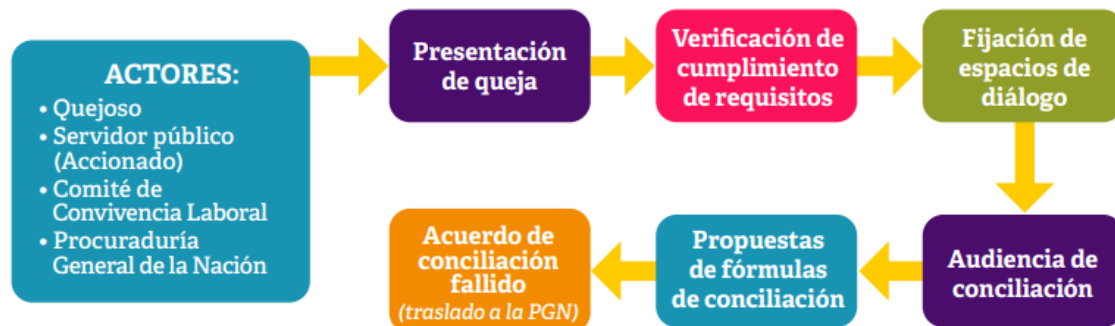 ACTORES:
• Quejoso
• Servidor público
(Accionado)
• Comité de
Convivencia Laboral
• Procuraduría
General de la Nación
Presentación
de queja
Verificación de
cumplimiento
de requisitos
Fijación de
espacios de
diálogo
Audiencia de
conciliación
Propuestas
de fórmulas
de conciliación
Acuerdo de
conciliación
fallido
(traslado a la PGN)